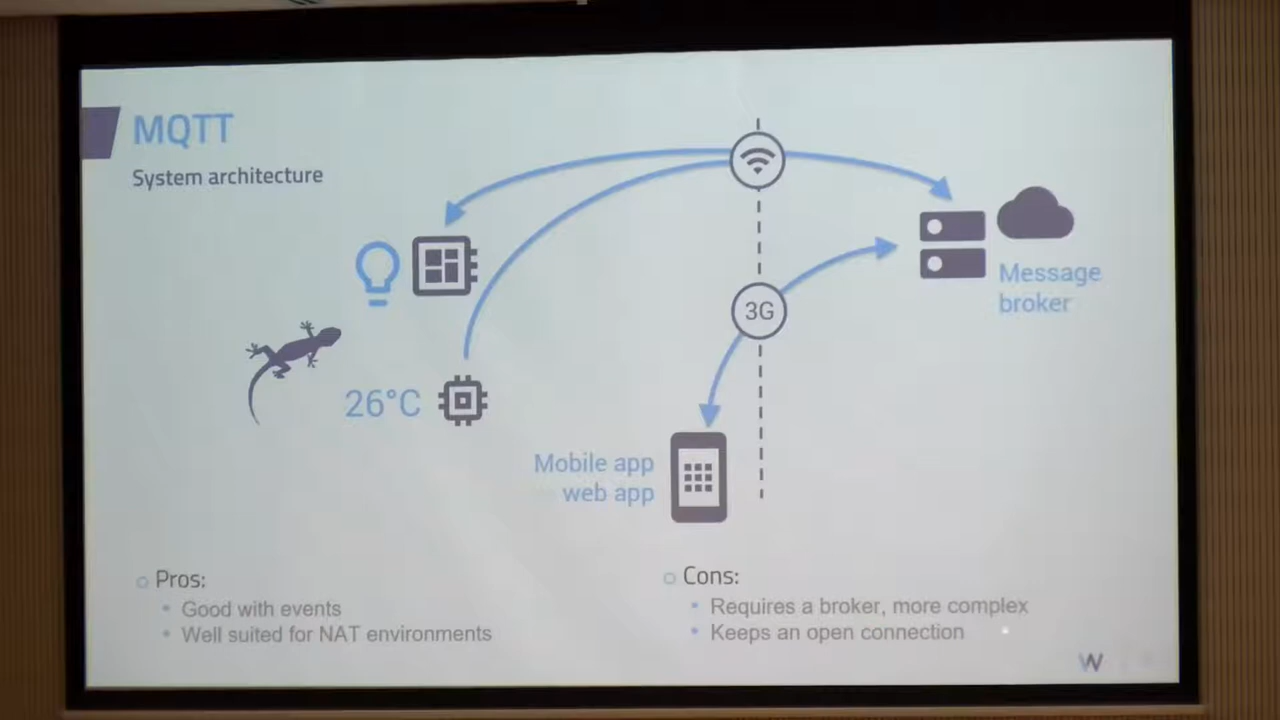 MQTT
System architecture
3G
Message
broker
26°C
Mobile app
web app
Pros:
Good with events
Well suited for NAT environments
Cons:
Requires a broker, more complex
Keeps an open connection
W